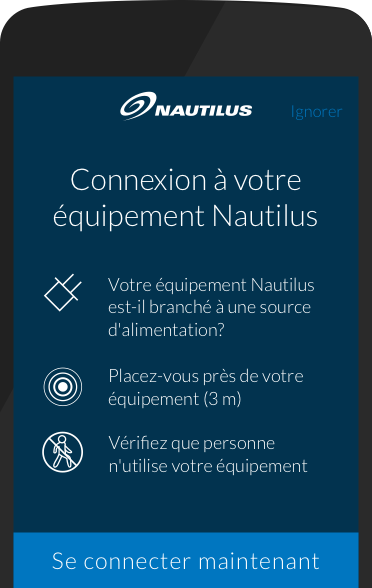 NAUTILUS
Ignorer
Connexion à votre
équipement Nautilus
Votre équipement Nautilus
est-il branché à une source
d'alimentation?
Placez-vous près de votre
équipement (3 m)
Vérifiez que personne
n'utilise votre équipement
Se connecter maintenant